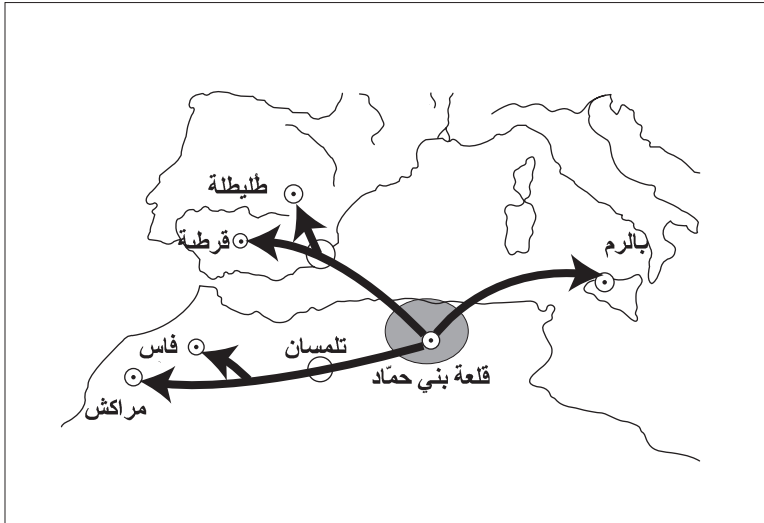 طليطلة
قرطبة
بالرم
فاس
تلمسان
قلعة بني حمّاد
مراكش